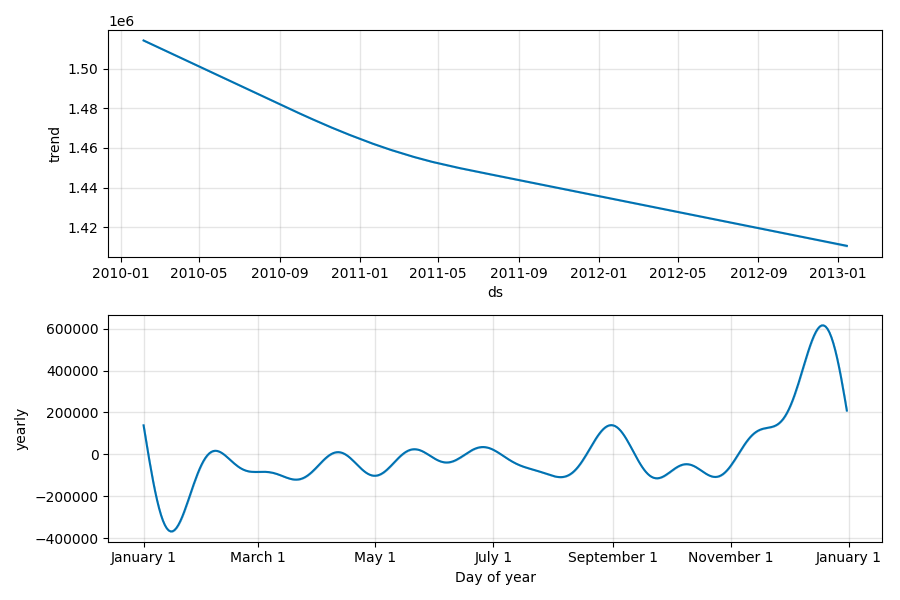 1e6
1.50
1.48
1.46
1.44
1.42
trend
2010-01 2010-05 2010-09 2011-01 2011-05 2011-09 2012-01 2012-05 2012-09 2013-01
ds
600000
400000
200000
0
−200000
−400000
yearly
January 1 March 1 May 1 July 1 September 1 November 1 January 1
Day of year